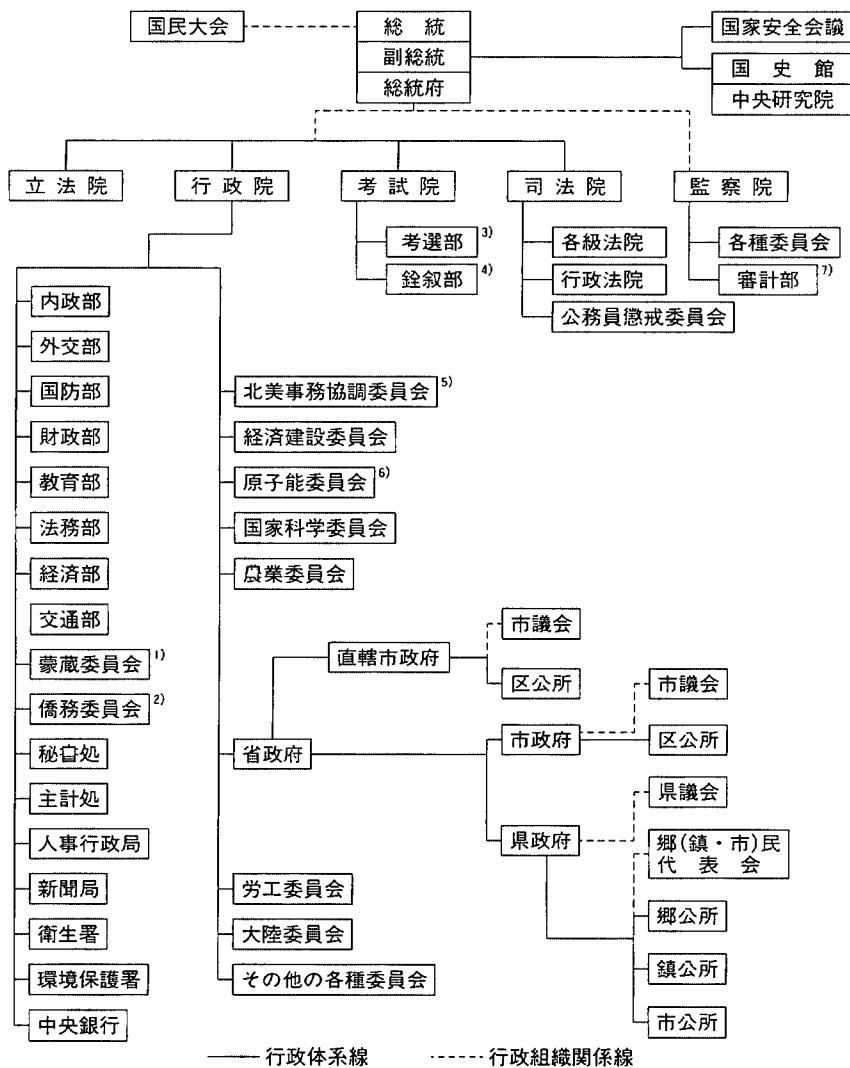 国民大会
総統
副総統
総統府
国家安全会議
国史館
中央研究院
立法院
行政院
考試院
司法院
監察院
考選部 3)
銓叙部 4)
各級法院
行政法院
公務員懲戒委員会
各種委員会
審計部 7)
内政部
外交部
国防部
財政部
教育部
法務部
経済部
交通部
蒙蔵委員会 1)
僑務委員会 2)
秘書処
主計処
人事行政局
新聞局
衛生署
環境保護署
中央銀行
北美事務協調委員会 5)
経済建設委員会
原子能委員会 6)
国家科学委員会
農業委員会
省政府
労工委員会
大陸委員会
その他の各種委員会
直轄市政府
市議会
区公所
市政府
市議会
区公所
県政府
県議会
郷(鎮・市)民
代表会
郷公所
鎮公所
市公所
行政体系線
行政組織関係線